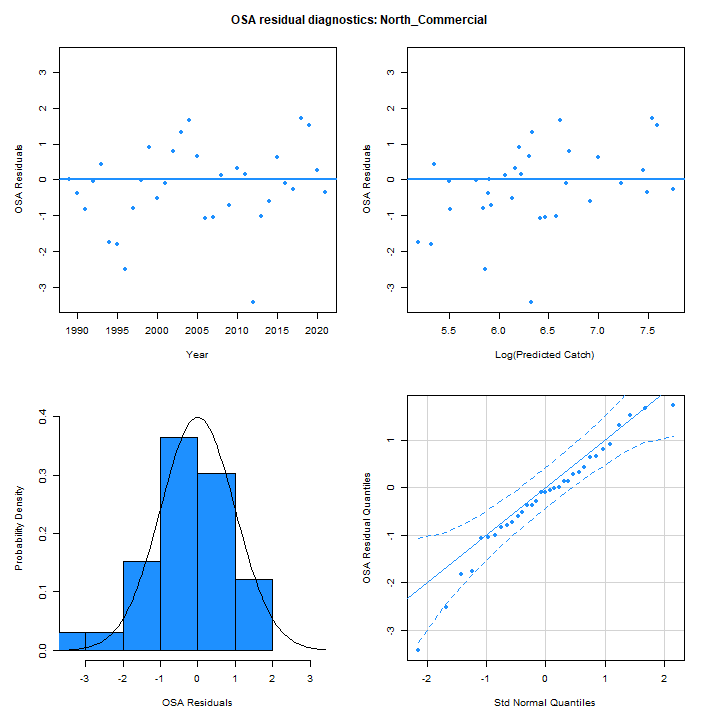 OSA residual diagnostics: North_Commercial
OSA Residuals
3
2
1
0
-1
-2
-3
1990 1995 2000 2005 2010 2015 2020
Year
OSA Residuals
3
2
1
0
-1
-2
-3
5.5 6.0 6.5 7.0 7.5
Log(Predicted Catch)
Probability Density
0.4
0.3
0.2
0.1
0.0
-3 -2 -1 0 1 2 3
OSA Residuals
OSA Residual Quantiles
1
0
-1
-2
-3
-2 -1 0 1 2
Std Normal Quantiles